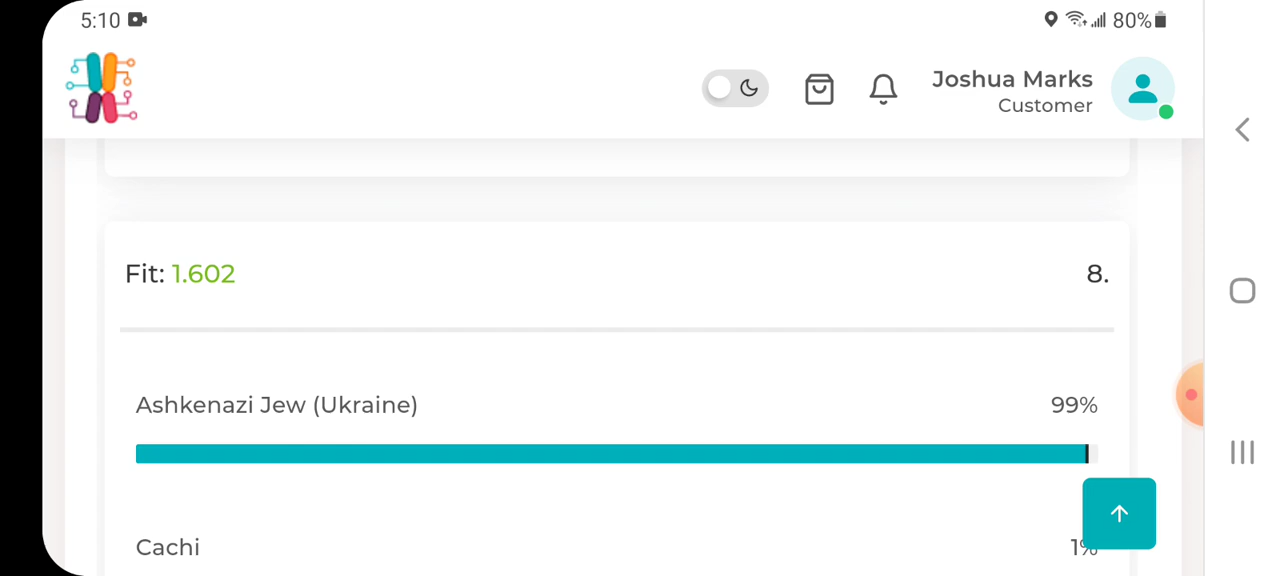 5:10
80%
Joshua Marks
Customer
Fit: 1.602
8.
Ashkenazi Jew (Ukraine)
99%
Cachi
1%